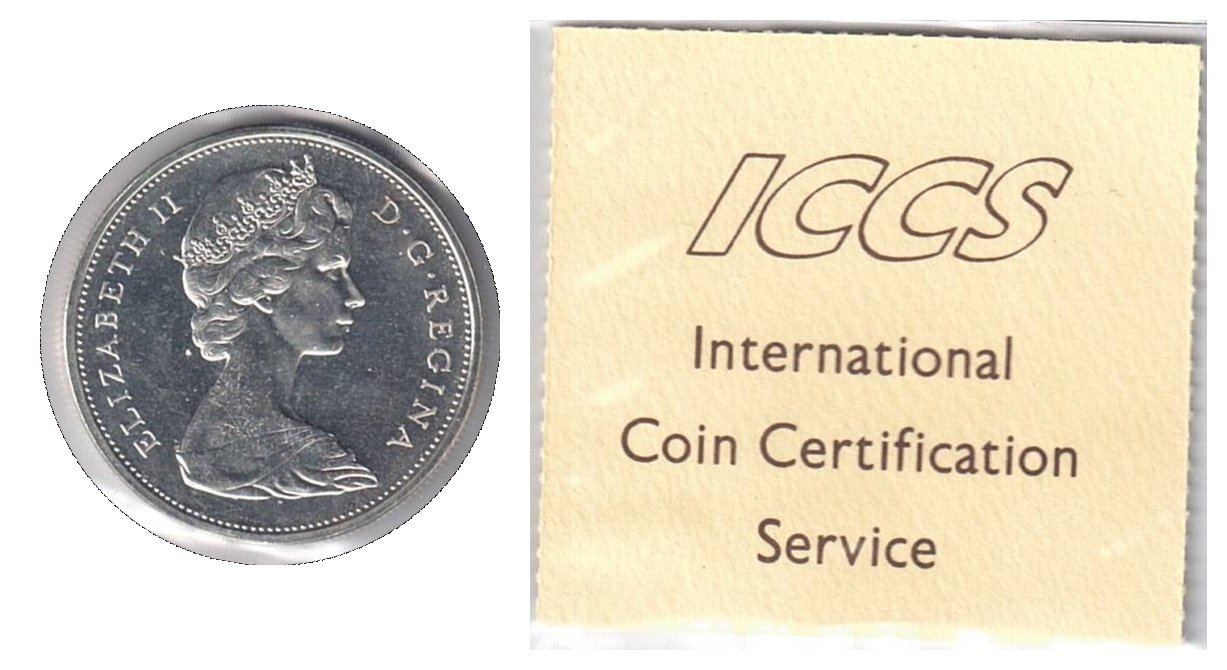 ELIZABETH II D·G·REGINA
ICCS
International
Coin Certification
Service